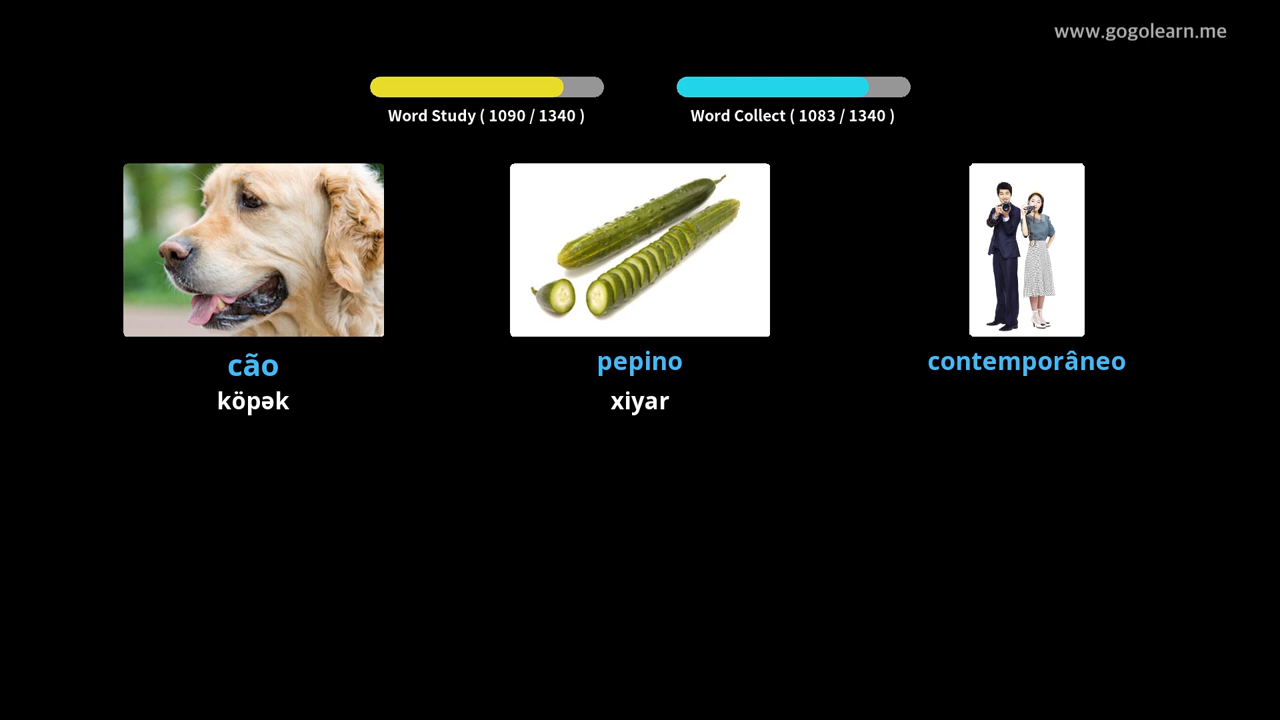 www.gogolearn.me
Word Study ( 1090 / 1340 )
Word Collect ( 1083 / 1340 )
cão
pepino
contemporâneo
köpək
xiyar